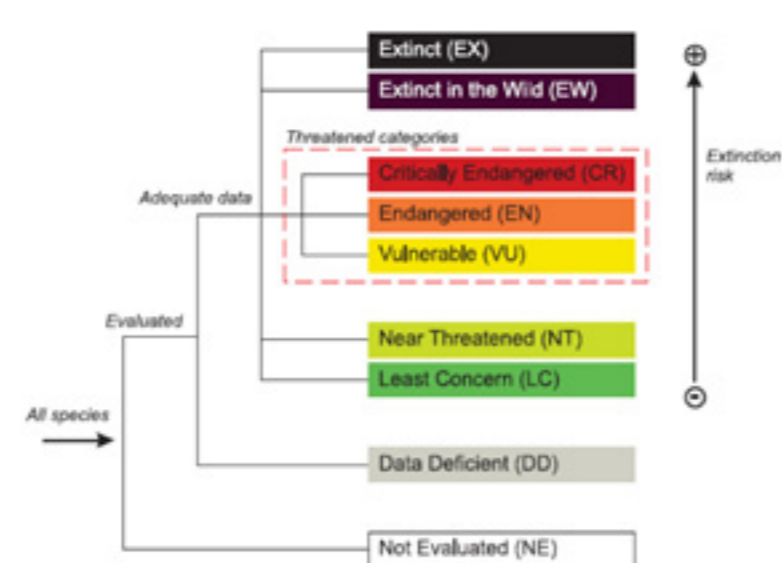 Extinct (EX)
Extinct in the Wild (EW)
Threatened categories
Critically Endangered (CR)
Extinction
risk
Adequate data
Endangered (EN)
Vulnerable (VU)
Evaluated
Near Threatened (NT)
Least Concern (LC)
All species
Data Deficient (DD)
Not Evaluated (NE)